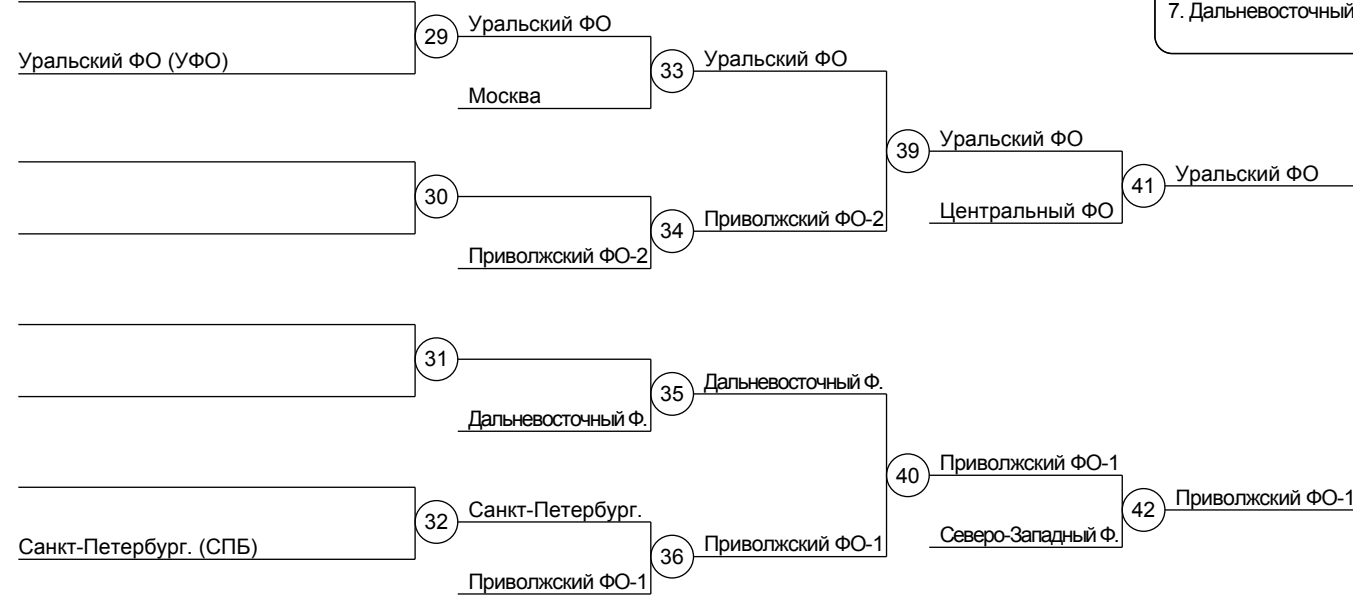 7. Дальневосточный
Уральский ФО (УФО)
29
Уральский ФО
Москва
33
Уральский ФО
39
Уральский ФО
Центральный ФО
41
Уральский ФО
30
Приволжский ФО-2
34
Приволжский ФО-2
31
Дальневосточный Ф.
35
Дальневосточный Ф.
40
Приволжский ФО-1
Северо-Западный Ф.
42
Приволжский ФО-1
Санкт-Петербург. (СПБ)
32
Санкт-Петербург.
Приволжский ФО-1
36
Приволжский ФО-1